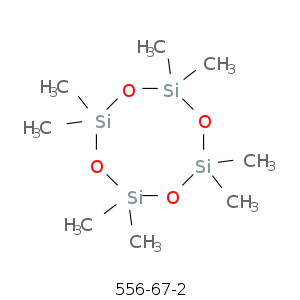 H₃C CH₃
H₃C O Si
H₃C Si O
O Si CH₃
Si O CH₃
H₃C CH₃
556-67-2